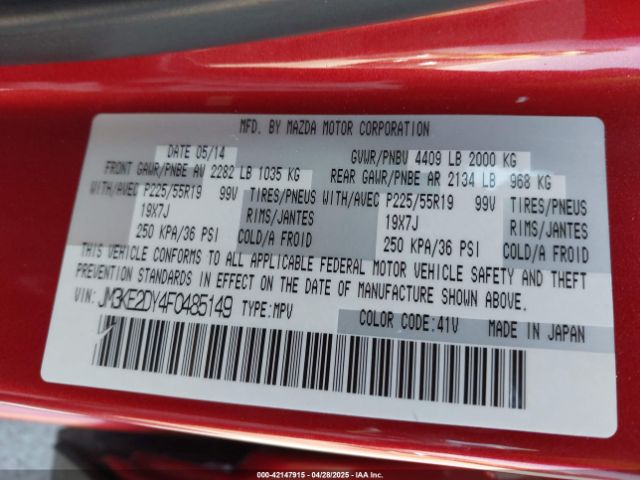 MFD. BY MAZDA MOTOR CORPORATION
DATE 05/14 GVWR/PNBV 4409 LB 2000 KG
FRONT GAWR/PNBE AV 2282 LB 1035 KG REAR GAWR/PNBE AR 2134 LB 968 KG
WITH/AVEC P225/55R19 99V TIRES/PNEUS WITH/AVEC P225/55R19 99V TIRES/PNEUS
19X7J RIMS/JANTES 19X7J RIMS/JANTES
250 KPA/36 PSI COLD/A FROID 250 KPA/36 PSI COLD/A FROID
THIS VEHICLE CONFORMS TO ALL APPLICABLE FEDERAL MOTOR VEHICLE SAFETY AND THEFT
PREVENTION STANDARDS IN EFFECT ON THE DATE OF MANUFACTURE SHOWN ABOVE.
VIN: JM3KE2DY4F0485149 TYPE:MPV
COLOR CODE:41V MADE IN JAPAN
000-42147915 - 04/28/2025 - IAAI.COM